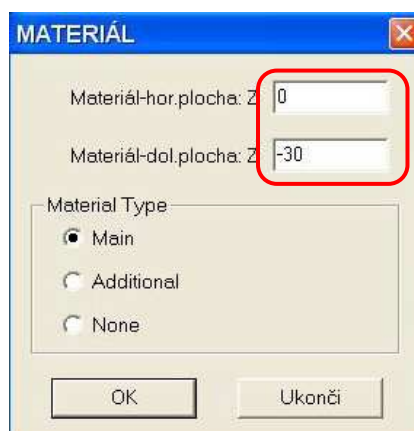 MATERIÁL
Materiál-hor.plocha: Z 0
Materiál-dol.plocha: Z -30
Material Type
Main
Additional
None
OK Ukonči